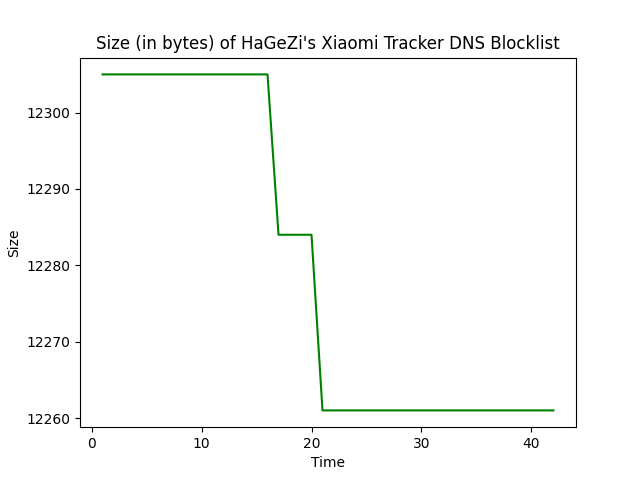 Size (in bytes) of HaGeZi's Xiaomi Tracker DNS Blocklist
12300
12290
12280
12270
12260
Size
0 10 20 30 40
Time